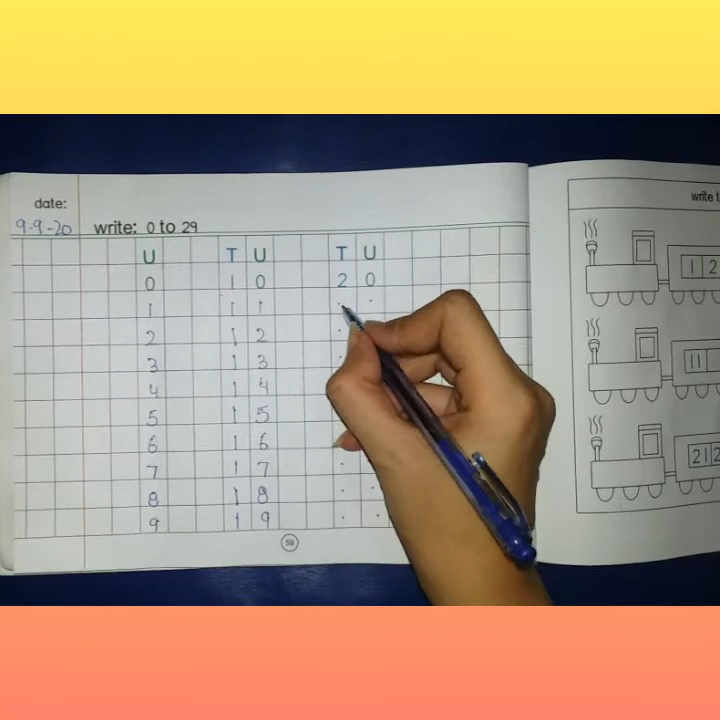 date:
9-9-20 write: 0 to 29
U T U T U
0 1 0 2 0
1 1 1
2 1 2
3 1 3
4 1 4
5 1 5
6 1 6
7 1 7
8 1 8
9 1 9
58
write
1 2
11
21 2